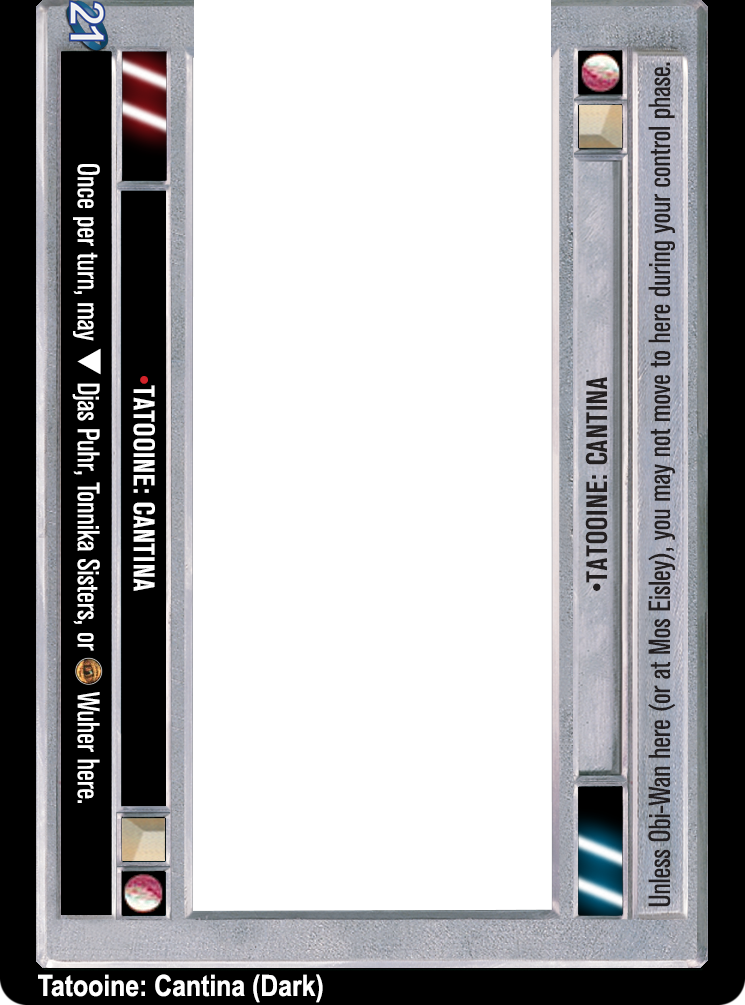 21
Once per turn, may ▼ Djas Puhr, Tonnika Sisters, or Wuher here.
•TATOOINE: CANTINA
•TATOOINE: CANTINA
Unless Obi-Wan here (or at Mos Eisley), you may not move to here during your control phase.
Tatooine: Cantina (Dark)